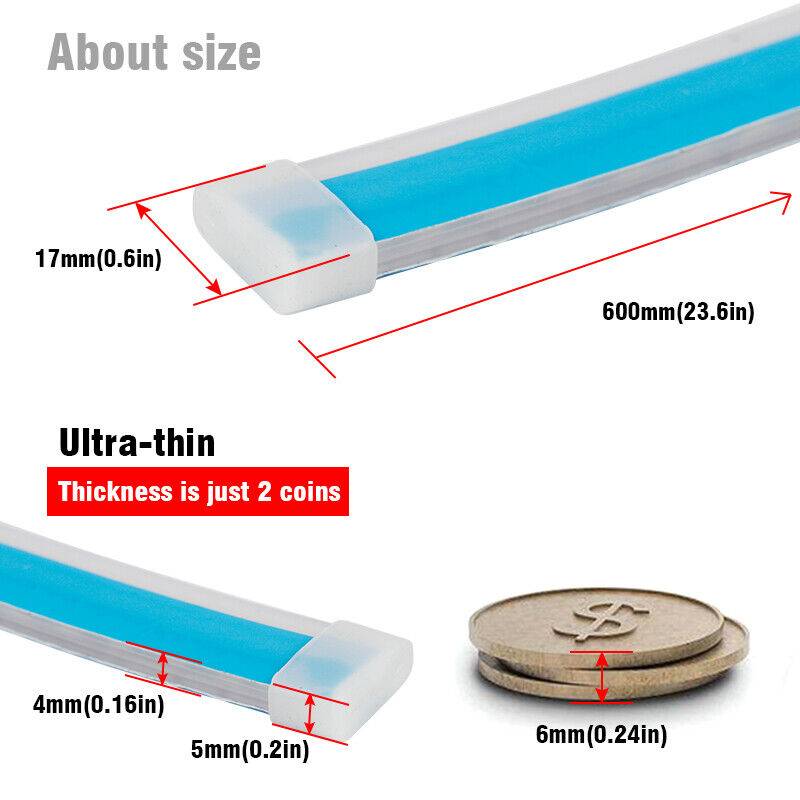 About size
17mm(0.6in)
600mm(23.6in)
Ultra-thin
Thickness is just 2 coins
4mm(0.16in)
5mm(0.2in)
$
6mm(0.24in)